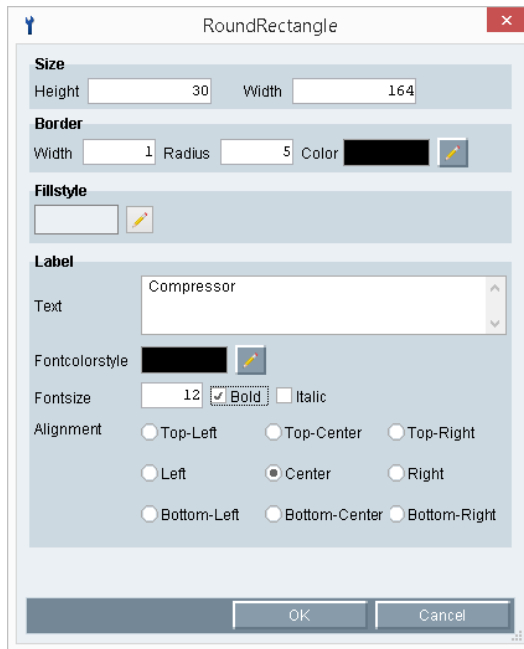 RoundRectangle
Size
Height 30 Width 164
Border
Width 1 Radius 5 Color
Fillstyle
Label
Text Compressor
Fontcolorstyle
Fontsize 12 Bold Italic
Alignment Top-Left Top-Center Top-Right
Left Center Right
Bottom-Left Bottom-Center Bottom-Right
OK Cancel